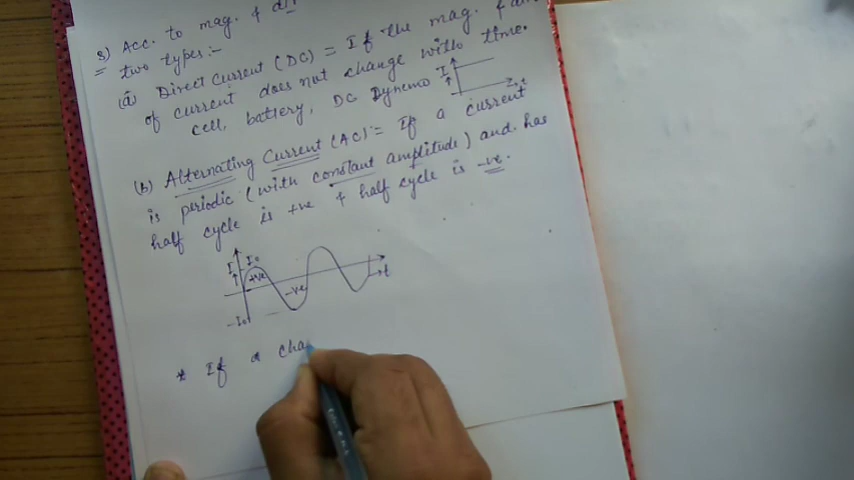 3) Acc. to mag. & dir
two types:-
(a) Direct Current (DC) = If the mag. &
of current does not change with time.
cell, battery, DC Dynamo
I
t
(b) Alternating Current (AC) = If a current
is periodic (with constant amplitude) and has
half cycle is +ve & half cycle is -ve.
I I0
+ve
-ve
t
-I0
* If a cha